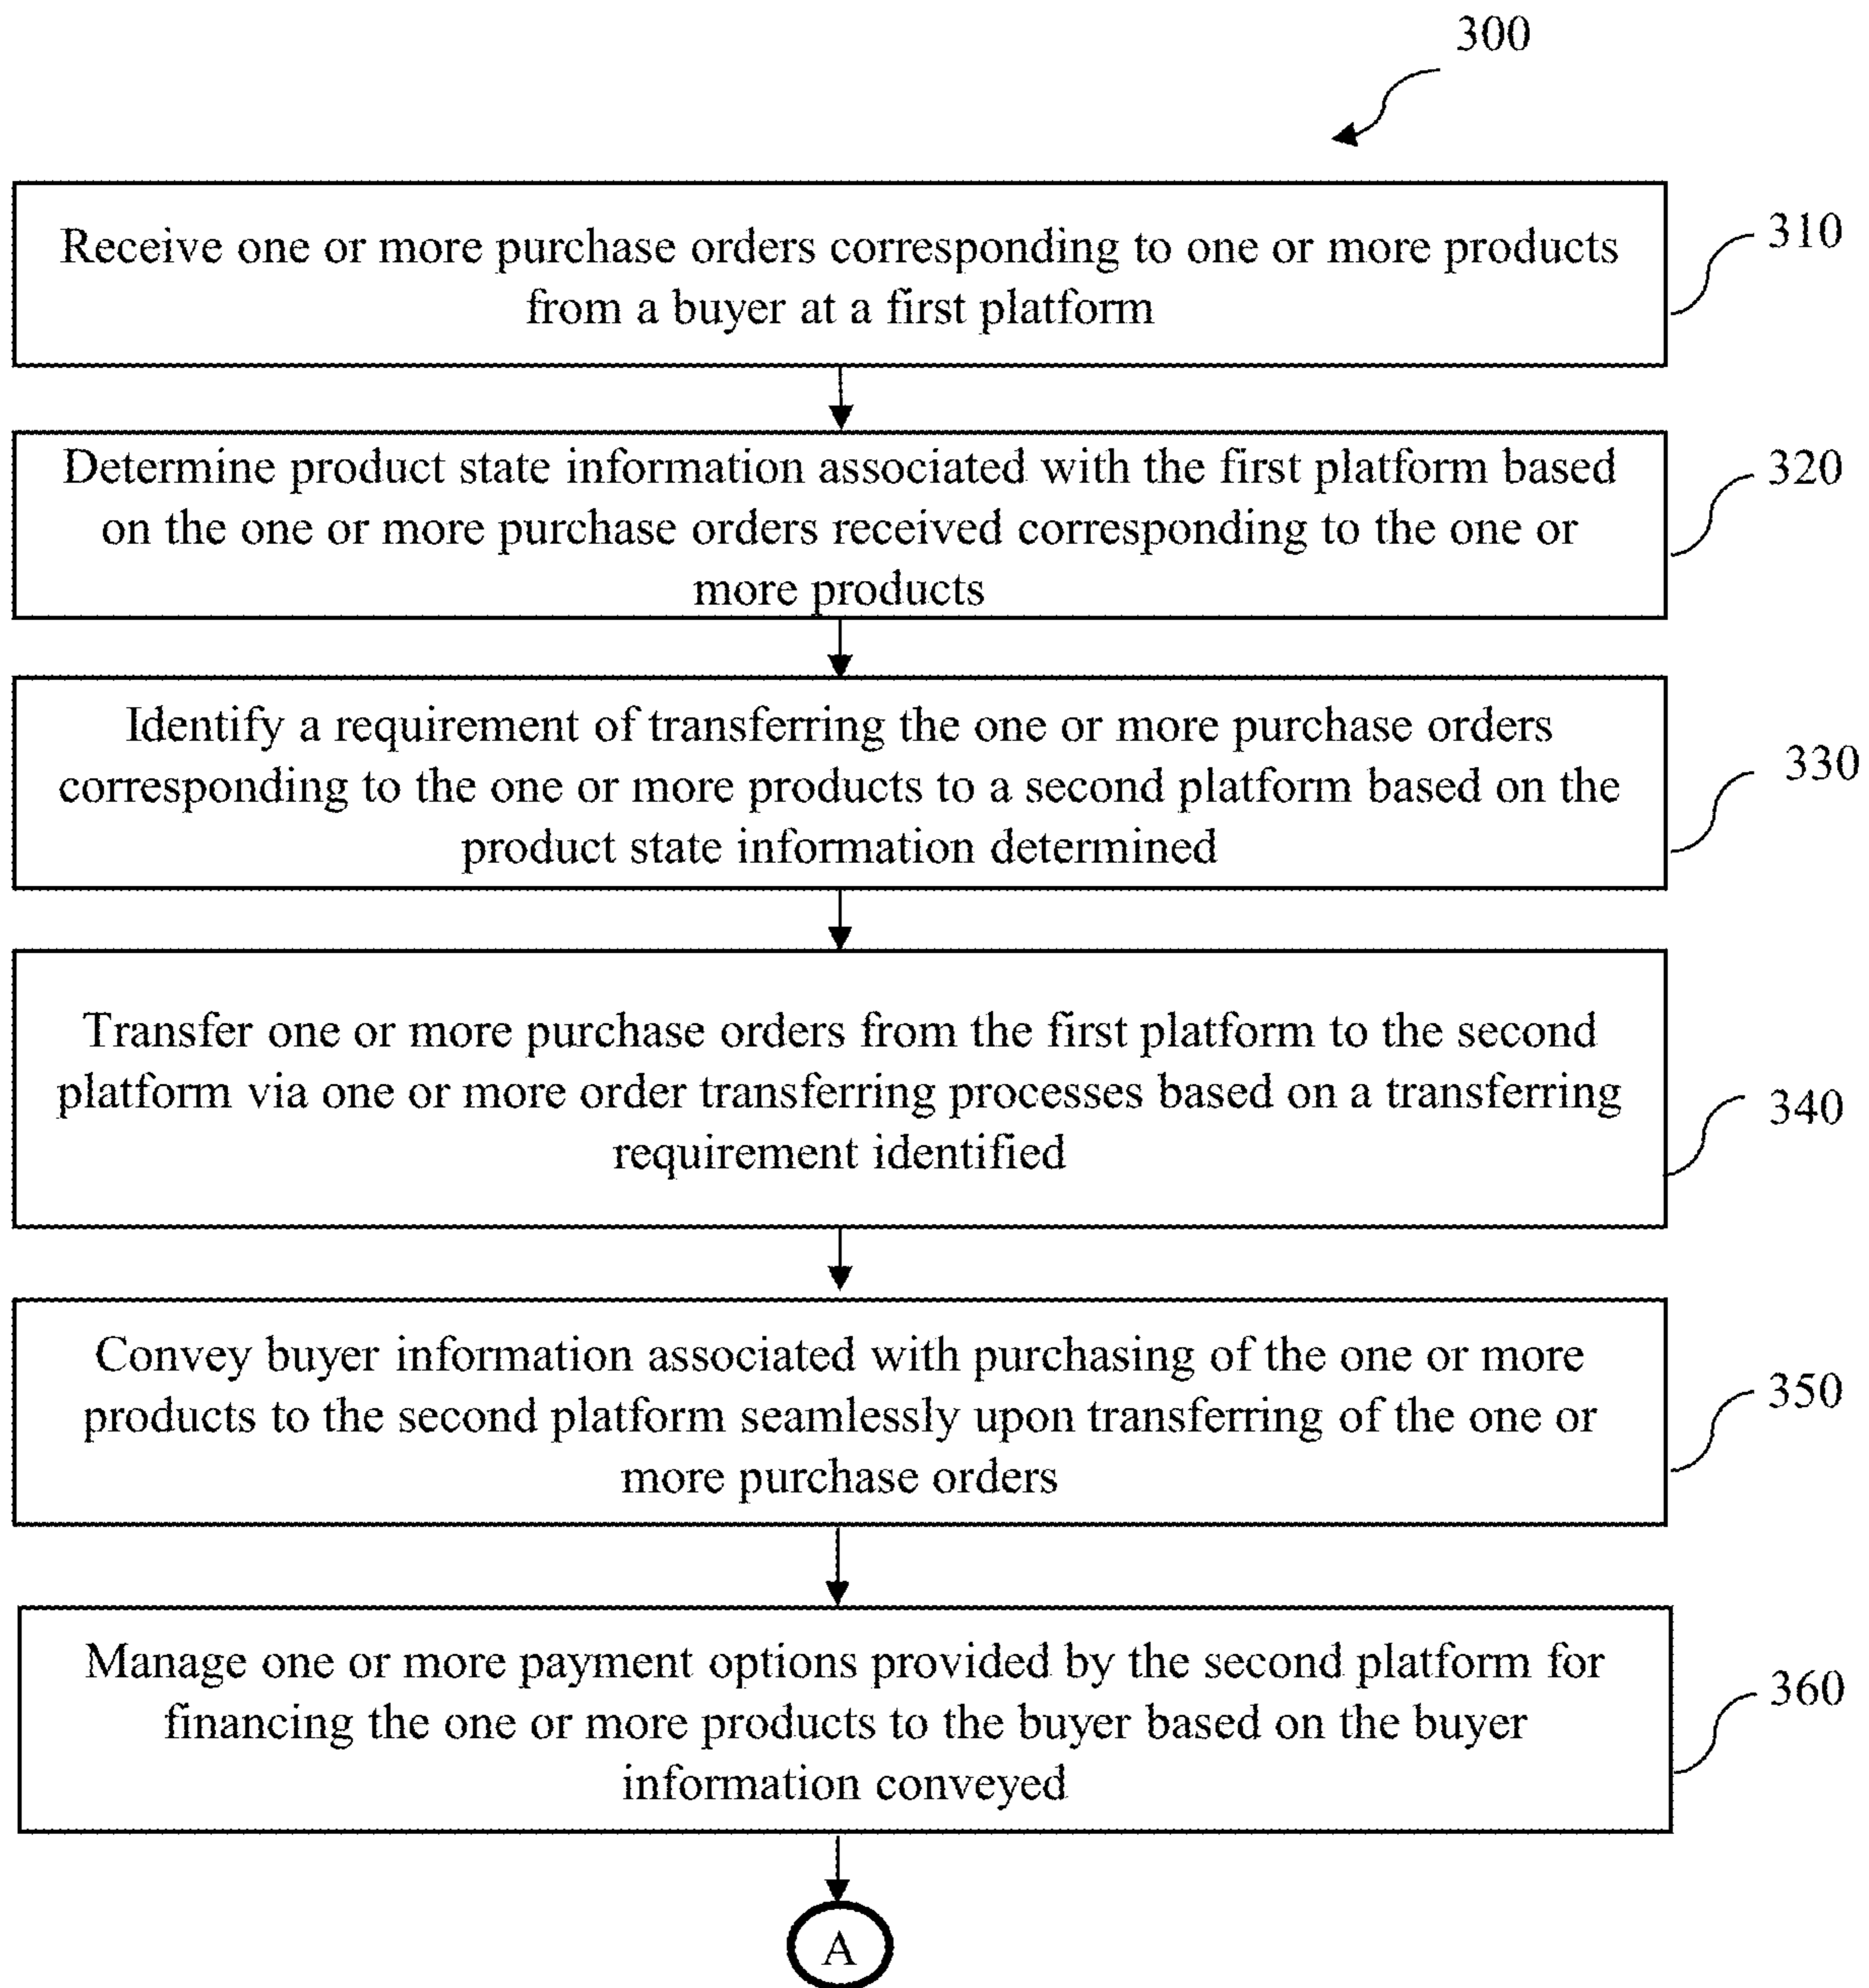 300
Receive one or more purchase orders corresponding to one or more products
from a buyer at a first platform
310
Determine product state information associated with the first platform based
on the one or more purchase orders received corresponding to the one or
more products
320
Identify a requirement of transferring the one or more purchase orders
corresponding to the one or more products to a second platform based on the
product state information determined
330
Transfer one or more purchase orders from the first platform to the second
platform via one or more order transferring processes based on a transferring
requirement identified
340
Convey buyer information associated with purchasing of the one or more
products to the second platform seamlessly upon transferring of the one or
more purchase orders
350
Manage one or more payment options provided by the second platform for
financing the one or more products to the buyer based on the buyer
information conveyed
360
A